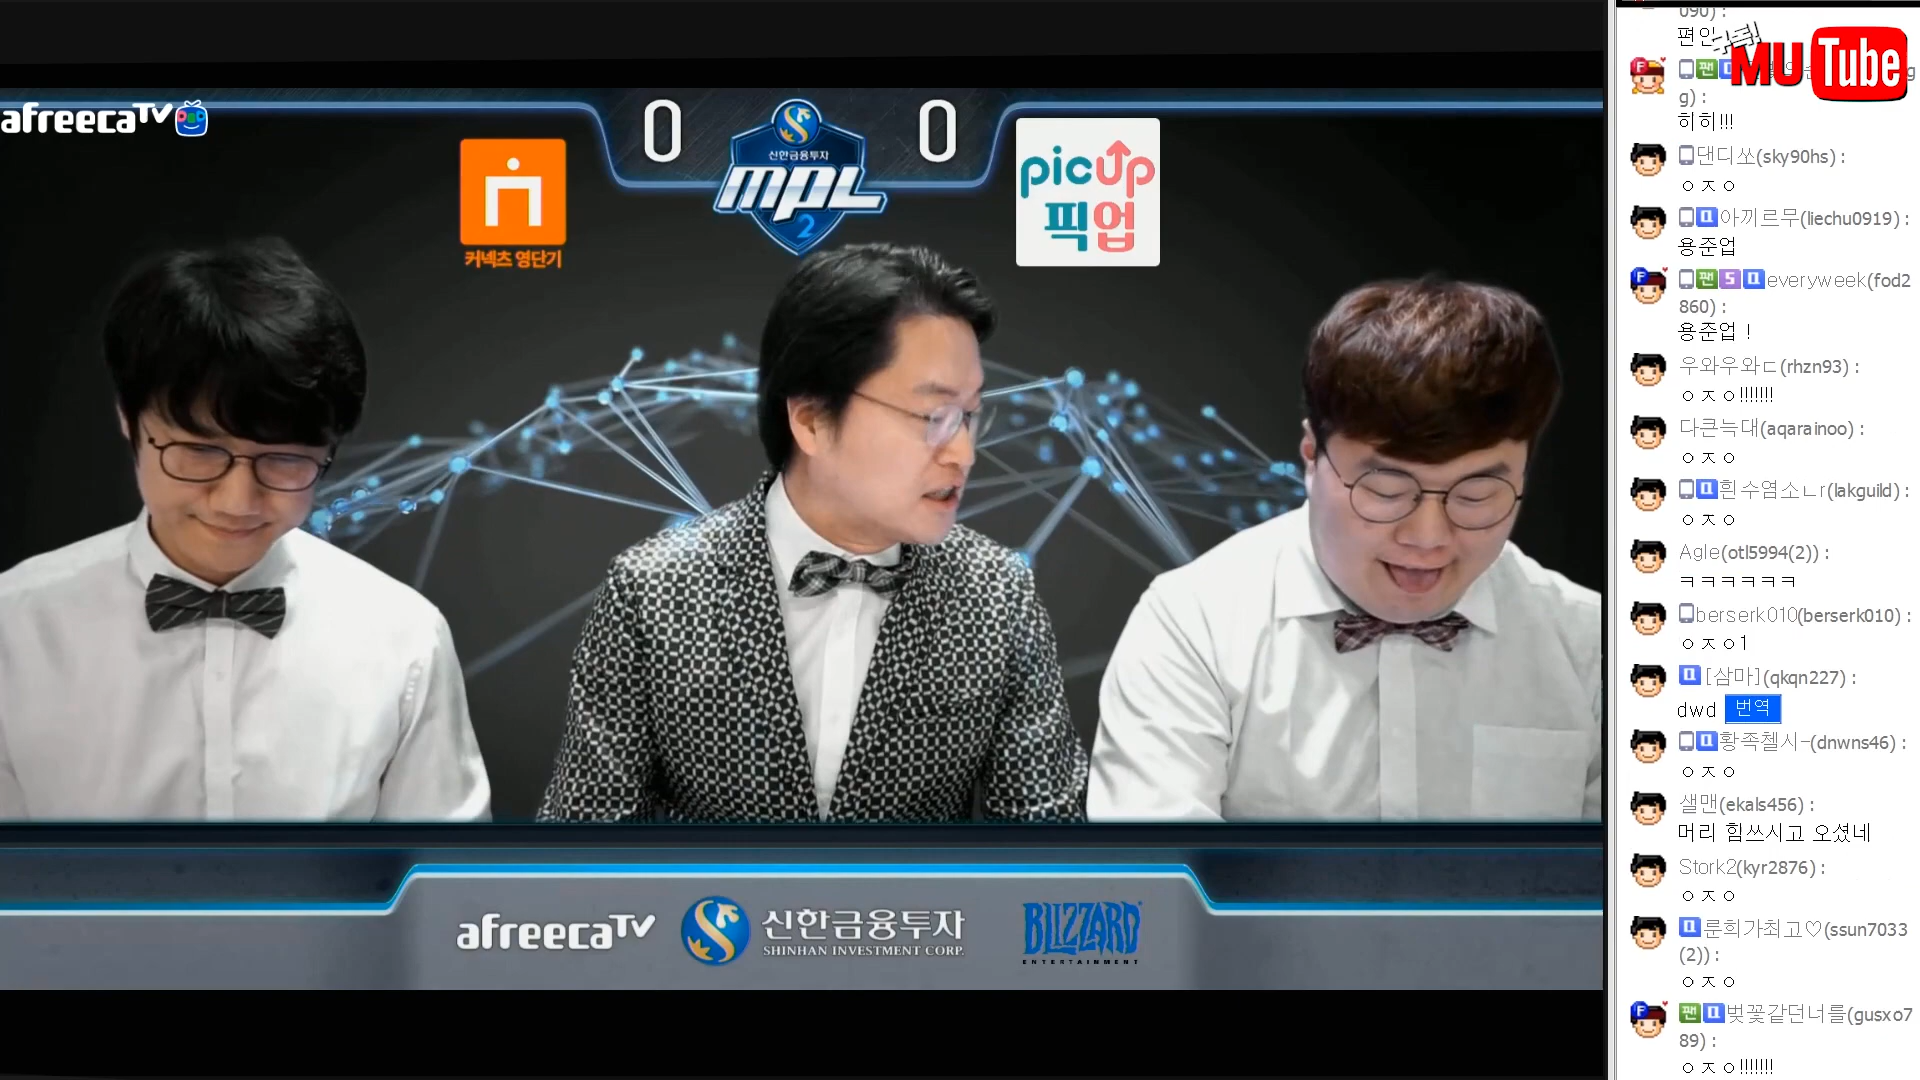 afreecaTV
0
0
신한금융투자
MPL
2
커넥츠 영단기
picup
픽업
afreecaTV
신한금융투자
SHINHAN INVESTMENT CORP.
BLIZZARD
ENTERTAINMENT
구독!
MU Tube
090) :
편안
g) :
히히!!!
댄디쏘(sky90hs) :
ㅇㅈㅇ
아끼르무(liechu0919) :
용준업
팬 S everyweek(fod2
860) :
용준업 !
우와우와ㄷ(rhzn93) :
ㅇㅈㅇ!!!!!!!
다큰늑대(aqarainoo) :
ㅇㅈㅇ
흰수염소ㄴr(lakguild) :
ㅇㅈㅇ
Agle(otl5994(2)) :
ㅋㅋㅋㅋㅋㅋ
berserk010(berserk010) :
ㅇㅈㅇ1
[삼마](qkqn227) :
dwd 번역
황족첼시-(dnwns46) :
ㅇㅈㅇ
샐맨(ekals456) :
머리 힘쓰시고 오셨네
Stork2(kyr2876) :
ㅇㅈㅇ
룬희가최고♡(ssun7033
(2)) :
ㅇㅈㅇ
팬 벚꽃같던너를(gusxo7
89) :
ㅇㅈㅇ!!!!!!!